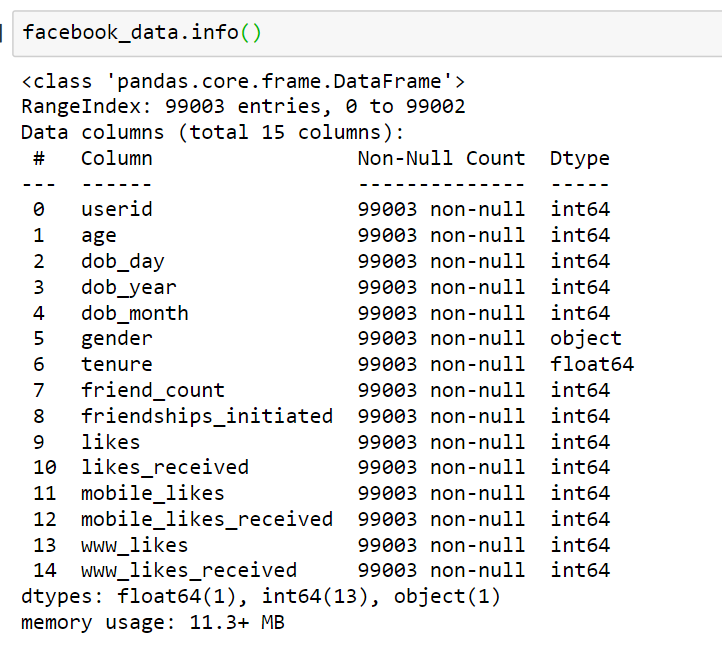 facebook_data.info()
<class 'pandas.core.frame.DataFrame'>
RangeIndex: 99003 entries, 0 to 99002
Data columns (total 15 columns):
 #   Column                 Non-Null Count  Dtype
---  ------                 --------------  -----
 0   userid                 99003 non-null  int64
 1   age                    99003 non-null  int64
 2   dob_day                99003 non-null  int64
 3   dob_year               99003 non-null  int64
 4   dob_month              99003 non-null  int64
 5   gender                 99003 non-null  object
 6   tenure                 99003 non-null  float64
 7   friend_count           99003 non-null  int64
 8   friendships_initiated  99003 non-null  int64
 9   likes                  99003 non-null  int64
 10  likes_received         99003 non-null  int64
 11  mobile_likes           99003 non-null  int64
 12  mobile_likes_received  99003 non-null  int64
 13  www_likes              99003 non-null  int64
 14  www_likes_received     99003 non-null  int64
dtypes: float64(1), int64(13), object(1)
memory usage: 11.3+ MB